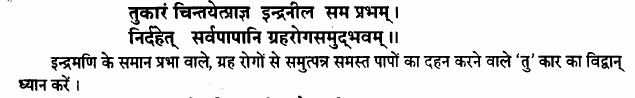 तुकारं चिन्तयेत्प्राज्ञ इन्द्रनील सम प्रभम् ।
निर्दहेत् सर्वपापानि ग्रहरोगसमुद्भवम् ॥
इन्द्रमणि के समान प्रभा वाले, ग्रह रोगों से समुत्पन्न समस्त पापों का दहन करने वाले 'तु' कार का विद्वान्
ध्यान करें ।